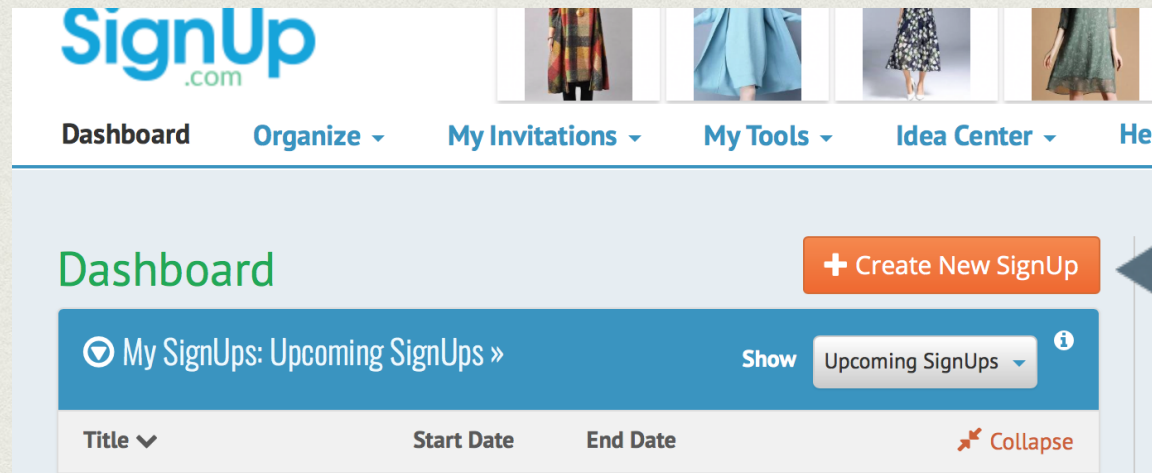 SignUp
.com
Dashboard Organize My Invitations My Tools Idea Center
Dashboard
Create New SignUp
My SignUps: Upcoming SignUps »
Show Upcoming SignUps
Title Start Date End Date Collapse